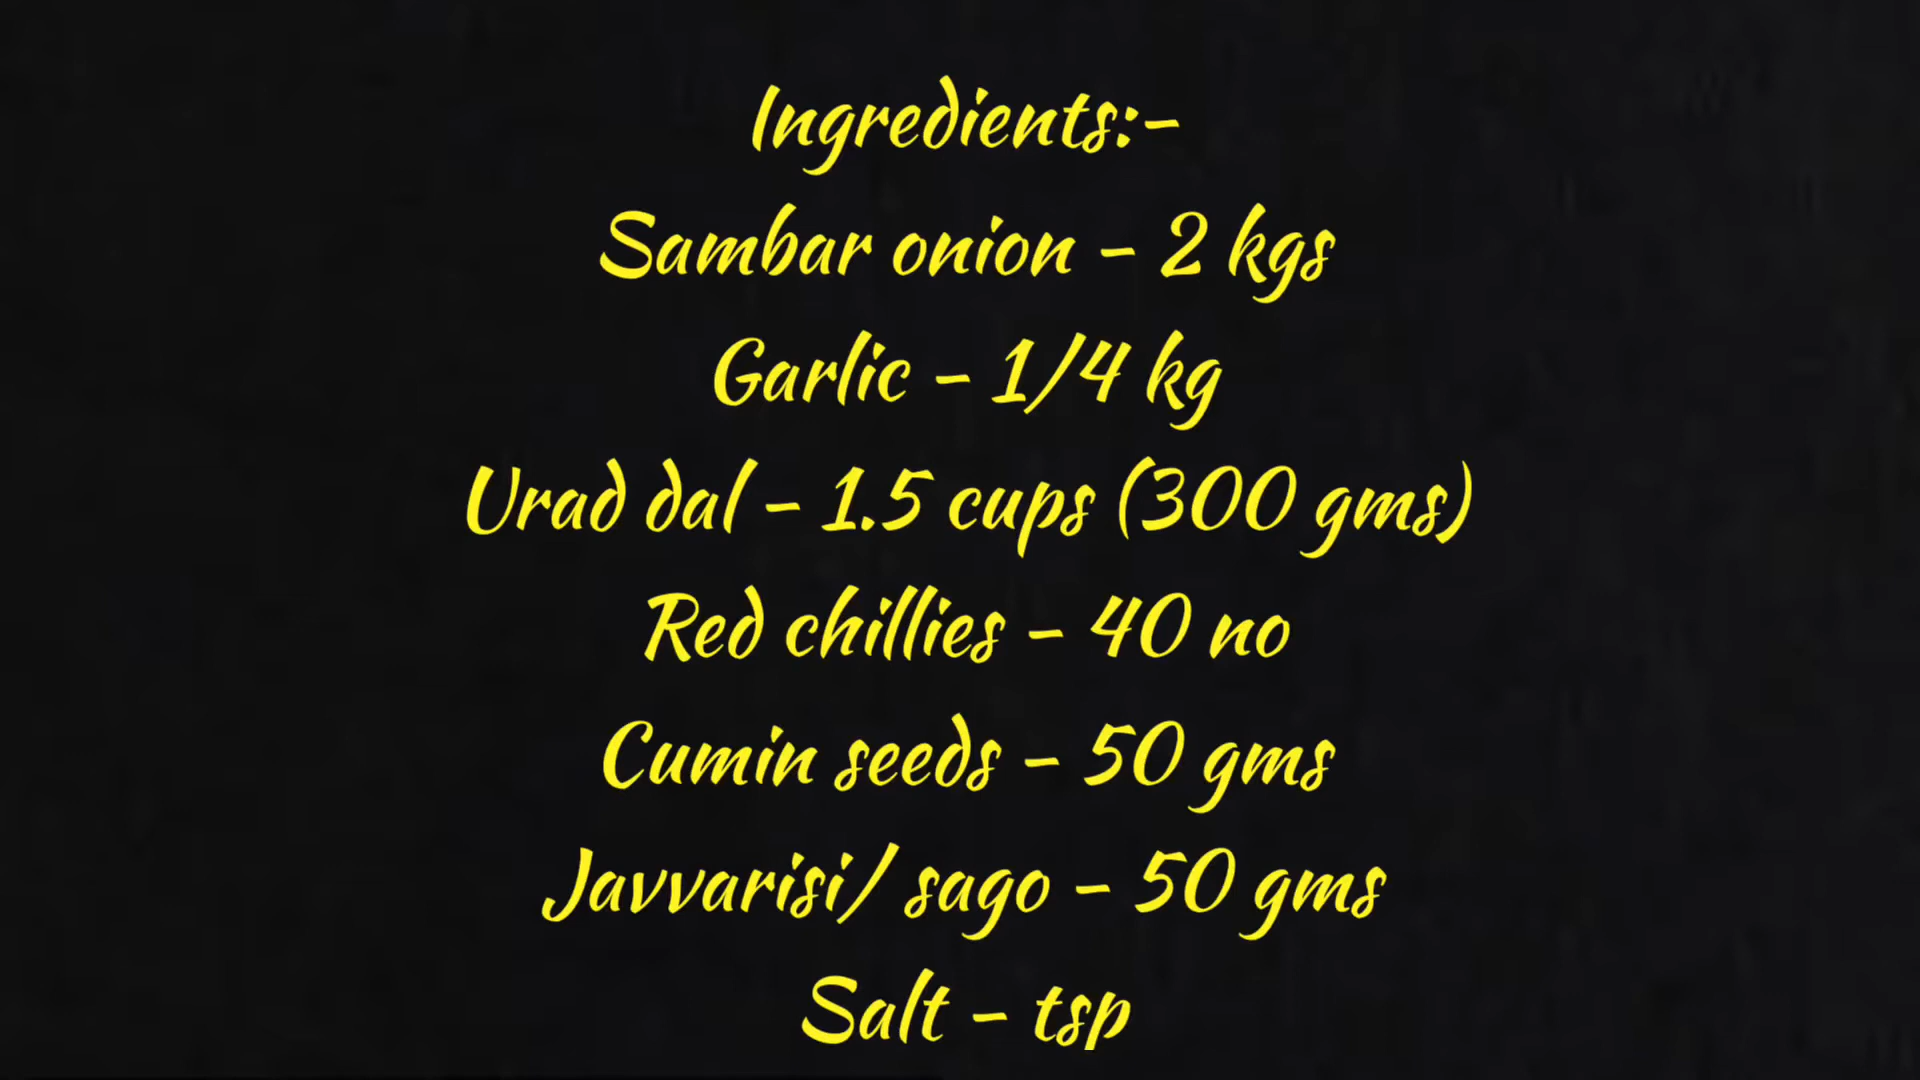 Ingredients:-
Sambar onion - 2 kgs
Garlic - 1/4 kg
Urad dal - 1.5 cups (300 gms)
Red chillies - 40 no
Cumin seeds - 50 gms
Javvarisi/ sago - 50 gms
Salt - tsp